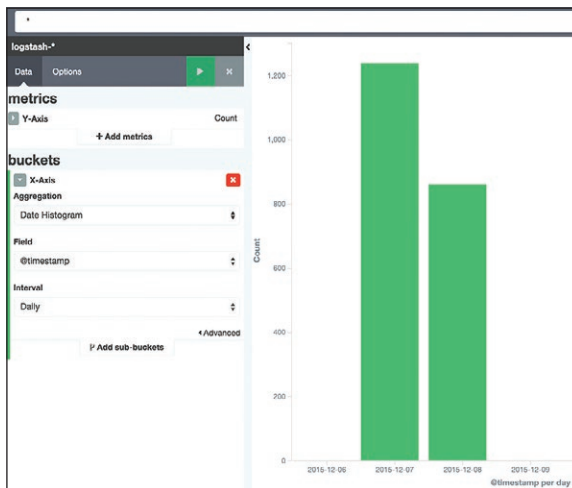 *
logstash-*
Data Options
metrics
Y-Axis Count
+ Add metrics
buckets
X-Axis
Aggregation
Date Histogram
Field
@timestamp
Interval
Daily
Advanced
Add sub-buckets
1,200
1,000
800
600
400
200
0
Count
2015-12-06 2015-12-07 2015-12-08 2015-12-09
@timestamp per day